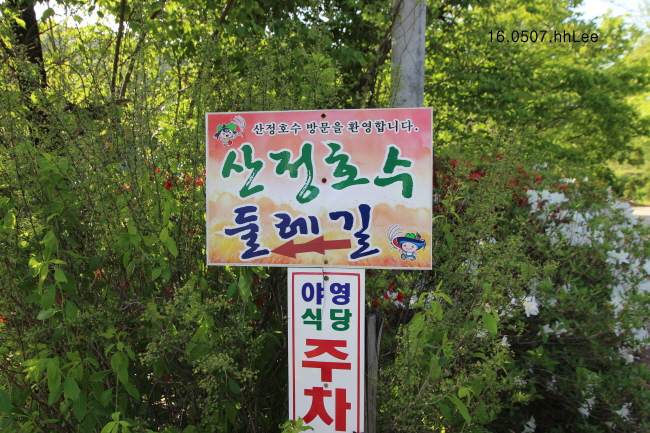 16.0507.hhLee
산정호수 방문을 환영합니다.
산정호수
둘레길
야영
식당
주차